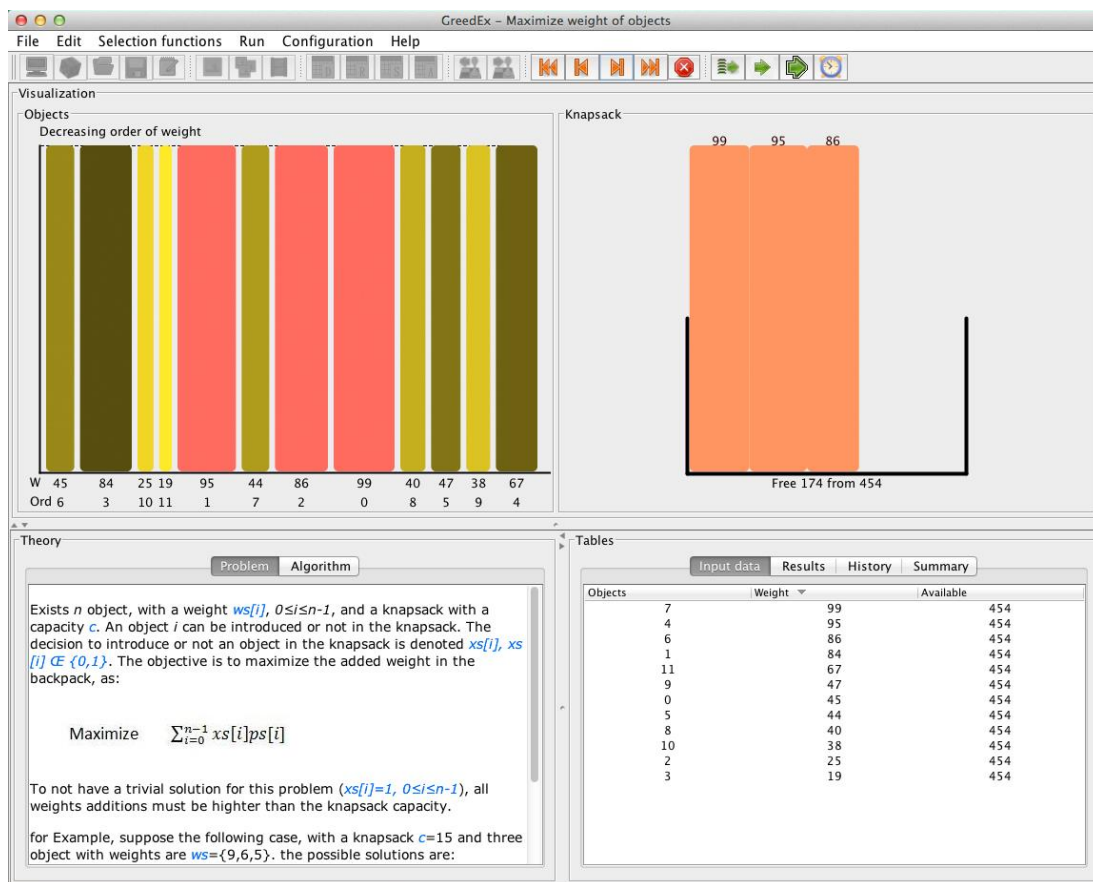 GreedEx – Maximize weight of objects
File Edit Selection functions Run Configuration Help
Visualization
Objects
Decreasing order of weight
W 45 84 25 19 95 44 86 99 40 47 38 67
Ord 6 3 10 11 1 7 2 0 8 5 9 4
Knapsack
99 95 86
Free 174 from 454
Theory
Problem Algorithm
Exists n object, with a weight ws[i], 0≤i≤n-1, and a knapsack with a
capacity c. An object i can be introduced or not in the knapsack. The
decision to introduce or not an object in the knapsack is denoted xs[i], xs
[i] Œ {0,1}. The objective is to maximize the added weight in the
backpack, as:
Maximize ∑_{i=0}^{n−1} xs[i]ps[i]
To not have a trivial solution for this problem (xs[i]=1, 0≤i≤n-1), all
weights additions must be highter than the knapsack capacity.
for Example, suppose the following case, with a knapsack c=15 and three
object with weights are ws={9,6,5}. the possible solutions are:
Tables
Input data Results History Summary
Objects Weight Available
7 99 454
4 95 454
6 86 454
1 84 454
11 67 454
9 47 454
0 45 454
5 44 454
8 40 454
10 38 454
2 25 454
3 19 454